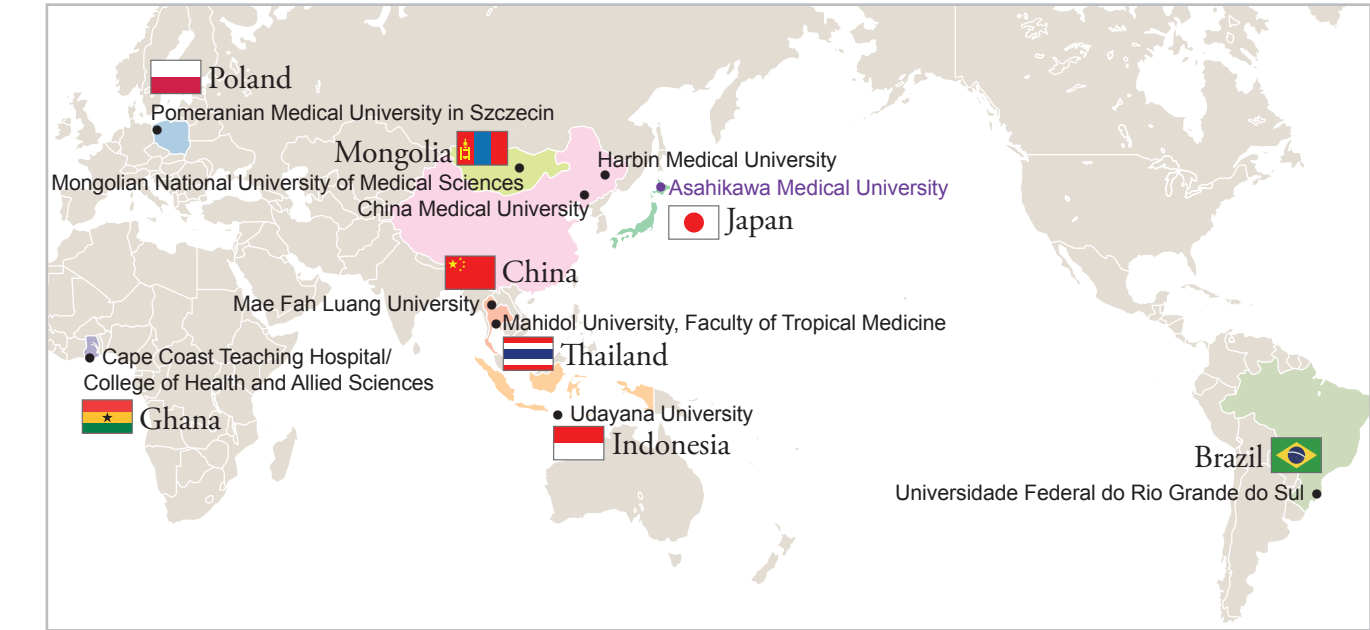 Poland
Pomeranian Medical University in Szczecin
Mongolia
Mongolian National University of Medical Sciences
Harbin Medical University
Asahikawa Medical University
China Medical University
Japan
China
Mae Fah Luang University
Mahidol University, Faculty of Tropical Medicine
Thailand
Cape Coast Teaching Hospital/
College of Health and Allied Sciences
Ghana
Udayana University
Indonesia
Brazil
Universidade Federal do Rio Grande do Sul